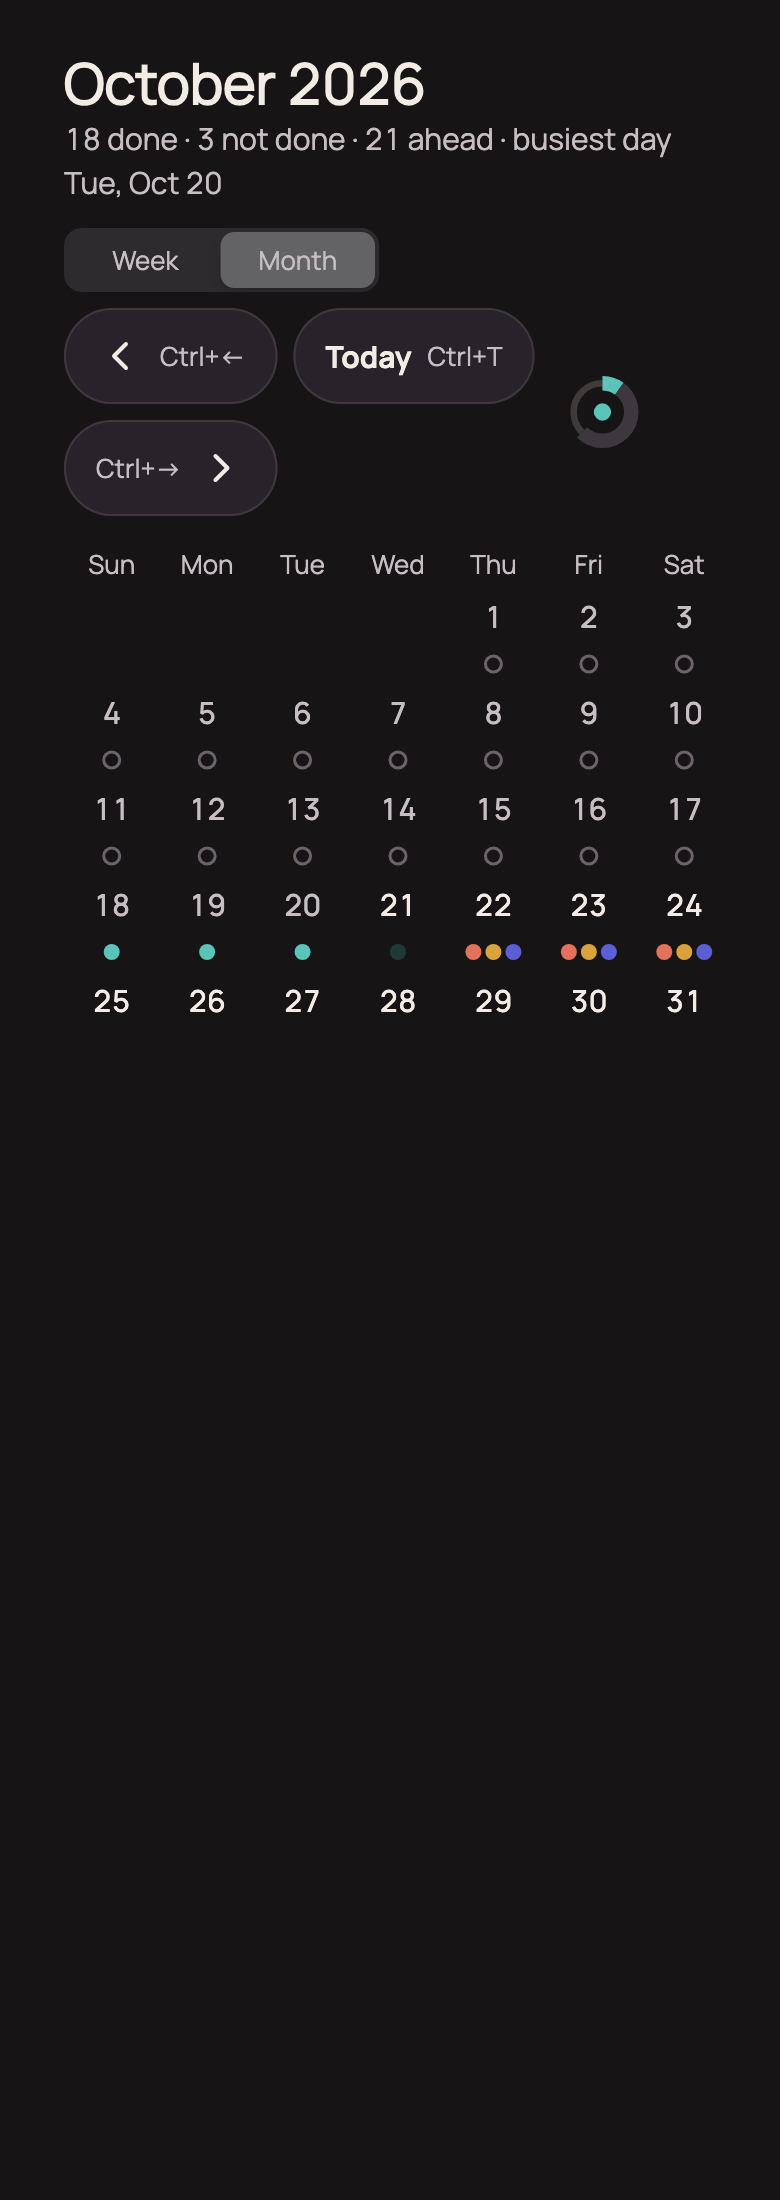 October 2026
18 done · 3 not done · 21 ahead · busiest day
Tue, Oct 20
Week Month
Ctrl+← Today Ctrl+T
Ctrl+→
Sun Mon Tue Wed Thu Fri Sat
1 2 3
4 5 6 7 8 9 10
11 12 13 14 15 16 17
18 19 20 21 22 23 24
25 26 27 28 29 30 31